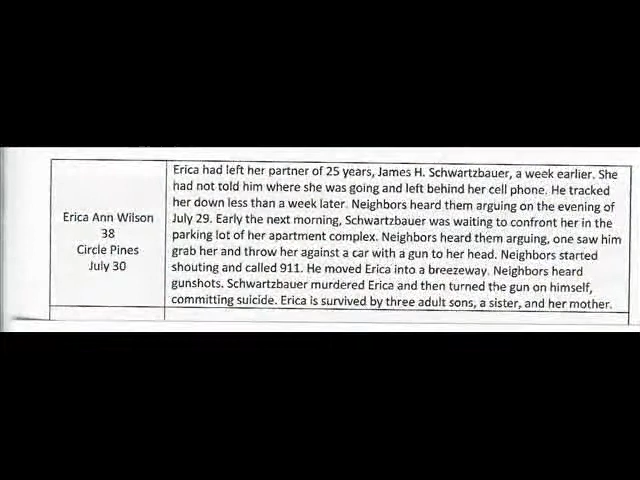 Erica Ann Wilson
38
Circle Pines
July 30
Erica had left her partner of 25 years, James H. Schwartzbauer, a week earlier. She
had not told him where she was going and left behind her cell phone. He tracked
her down less than a week later. Neighbors heard them arguing on the evening of
July 29. Early the next morning, Schwartzbauer was waiting to confront her in the
parking lot of her apartment complex. Neighbors heard them arguing, one saw him
grab her and throw her against a car with a gun to her head. Neighbors started
shouting and called 911. He moved Erica into a breezeway. Neighbors heard
gunshots. Schwartzbauer murdered Erica and then turned the gun on himself,
committing suicide. Erica is survived by three adult sons, a sister, and her mother.